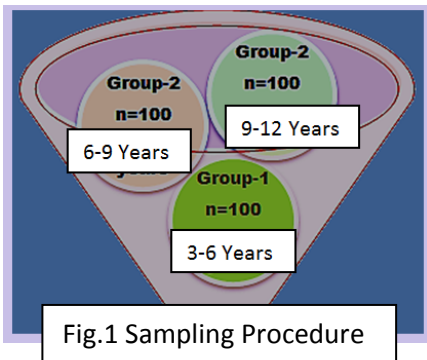 Group-2
n=100
9-12 Years
Group-2
n=100
6-9 Years
years
Group-1
n=100
3-6 Years
Fig.1 Sampling Procedure